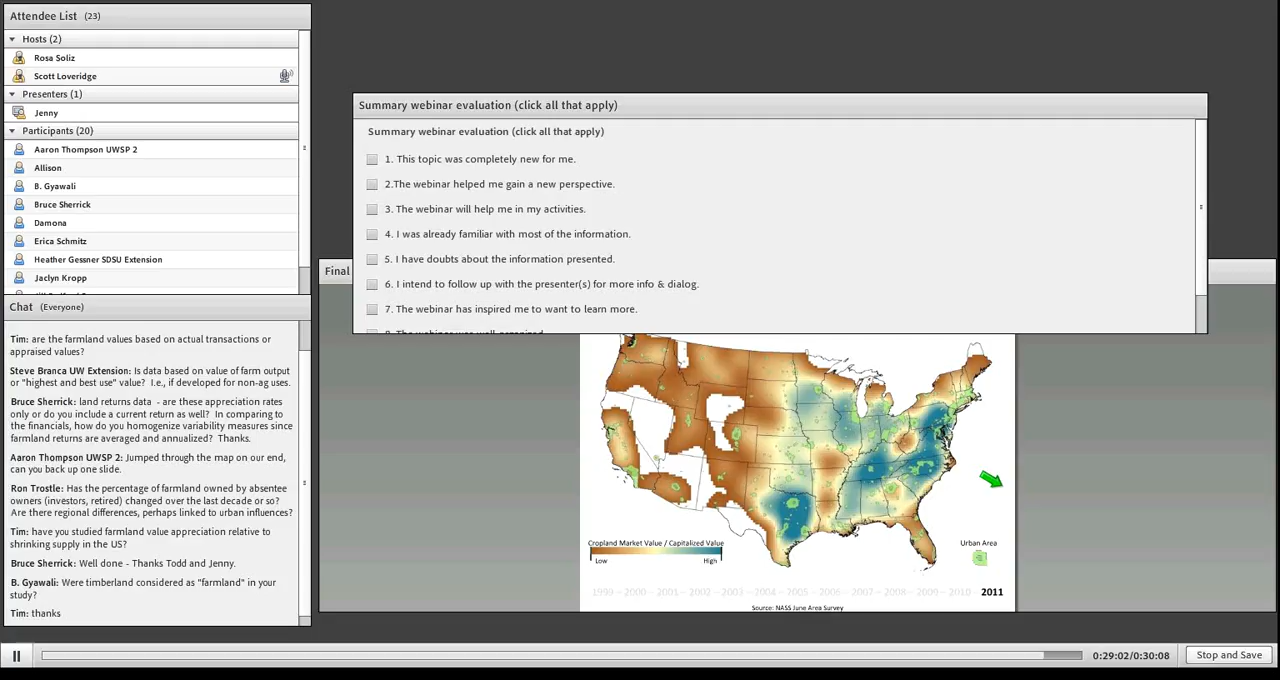 Attendee List (23)
Hosts (2)
Rosa Soliz
Scott Loveridge
Presenters (1)
Jenny
Participants (20)
Aaron Thompson UWSP 2
Allison
B. Gyawali
Bruce Sherrick
Damona
Erica Schmitz
Heather Gessner SDSU Extension
Jaclyn Kropp
Chat (Everyone)
Tim: are the farmland values based on actual transactions or
appraised values?
Steve Branca UW Extension: Is data based on value of farm output
or "highest and best use" value? I.e., if developed for non-ag uses.
Bruce Sherrick: land returns data - are these appreciation rates
only or do you include a current return as well? In comparing to
the financials, how do you homogenize variability measures since
farmland returns are averaged and annualized? Thanks.
Aaron Thompson UWSP 2: Jumped through the map on our end,
can you back up one slide.
Ron Trostle: Has the percentage of farmland owned by absentee
owners (investors, retired) changed over the last decade or so?
Are there regional differences, perhaps linked to urban influences?
Tim: have you studied farmland value appreciation relative to
shrinking supply in the US?
Bruce Sherrick: Well done - Thanks Todd and Jenny.
B. Gyawali: Were timberland considered as "farmland" in your
study?
Tim: thanks
Summary webinar evaluation (click all that apply)
Summary webinar evaluation (click all that apply)
1. This topic was completely new for me.
2.The webinar helped me gain a new perspective.
3. The webinar will help me in my activities.
4. I was already familiar with most of the information.
5. I have doubts about the information presented.
6. I intend to follow up with the presenter(s) for more info & dialog.
7. The webinar has inspired me to want to learn more.
8. The webinar was well organized.
Final
Cropland Market Value / Capitalized Value
Low High
Urban Area
1999 - 2000 - 2001 - 2002 - 2003 - 2004 - 2005 - 2006 - 2007 - 2008 - 2009 - 2010 - 2011
Source: NASS June Area Survey
0:29:02/0:30:08
Stop and Save